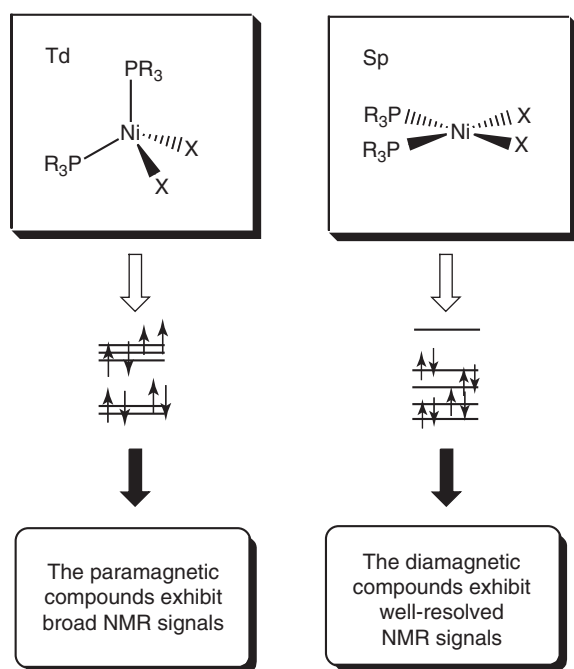 Td
PR3
Ni
X
R3P
X
The paramagnetic
compounds exhibit
broad NMR signals
Sp
R3P
X
Ni
R3P
X
The diamagnetic
compounds exhibit
well-resolved
NMR signals